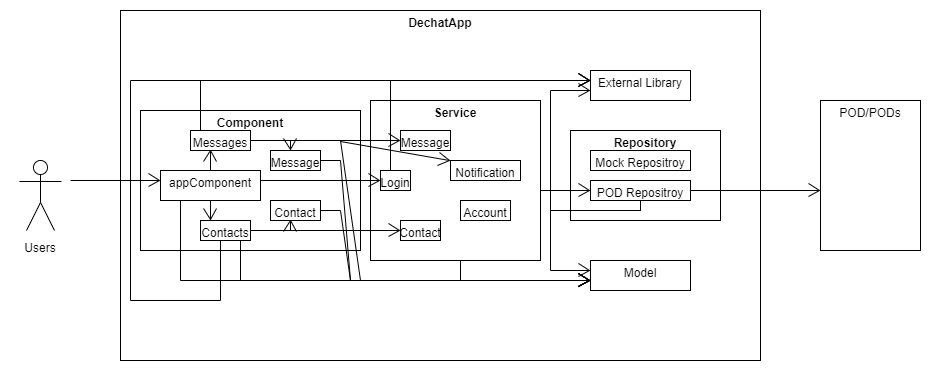 DechatApp
External Library
POD/PODs
Service
Component
Messages
Message
Repository
Message
Mock Repositroy
Notification
appComponent
Login
POD Repositroy
Contact
Account
Contacts
Contact
Users
Model